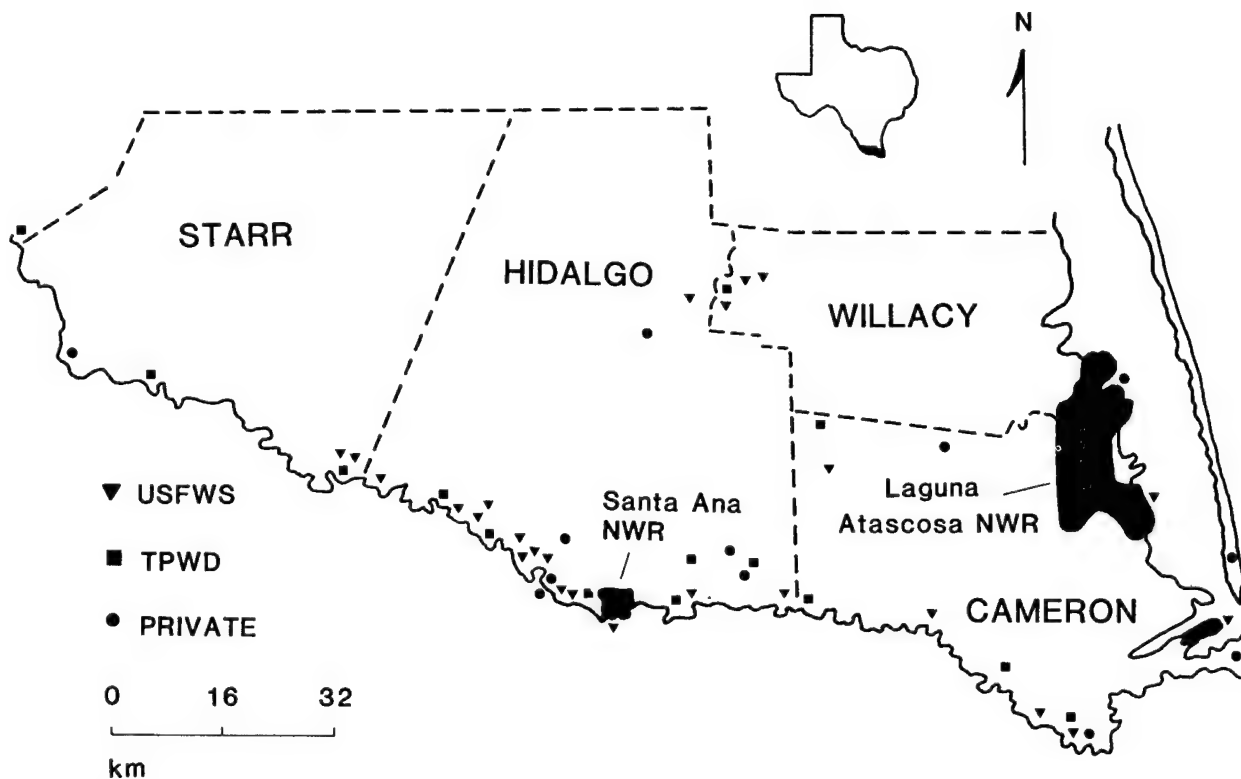 N
STARR
HIDALGO
WILLACY
Santa Ana
NWR
Laguna
Atascosa NWR
CAMERON
USFWS
TPWD
PRIVATE
0 16 32
km